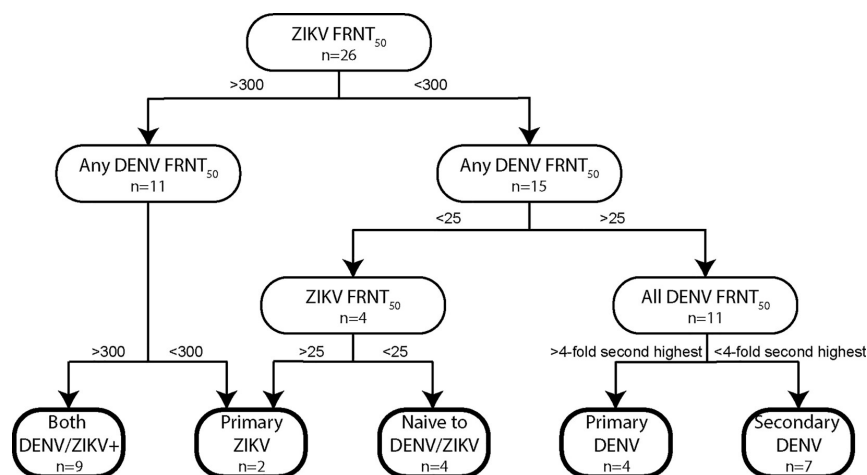 ZIKV FRNT50
n=26
>300 <300
Any DENV FRNT50
n=11
Any DENV FRNT50
n=15
<25 >25
ZIKV FRNT50
n=4
All DENV FRNT50
n=11
>300 <300
>25 <25
>4-fold second highest <4-fold second highest
Both
DENV/ZIKV+
n=9
Primary
ZIKV
n=2
Naive to
DENV/ZIKV
n=4
Primary
DENV
n=4
Secondary
DENV
n=7